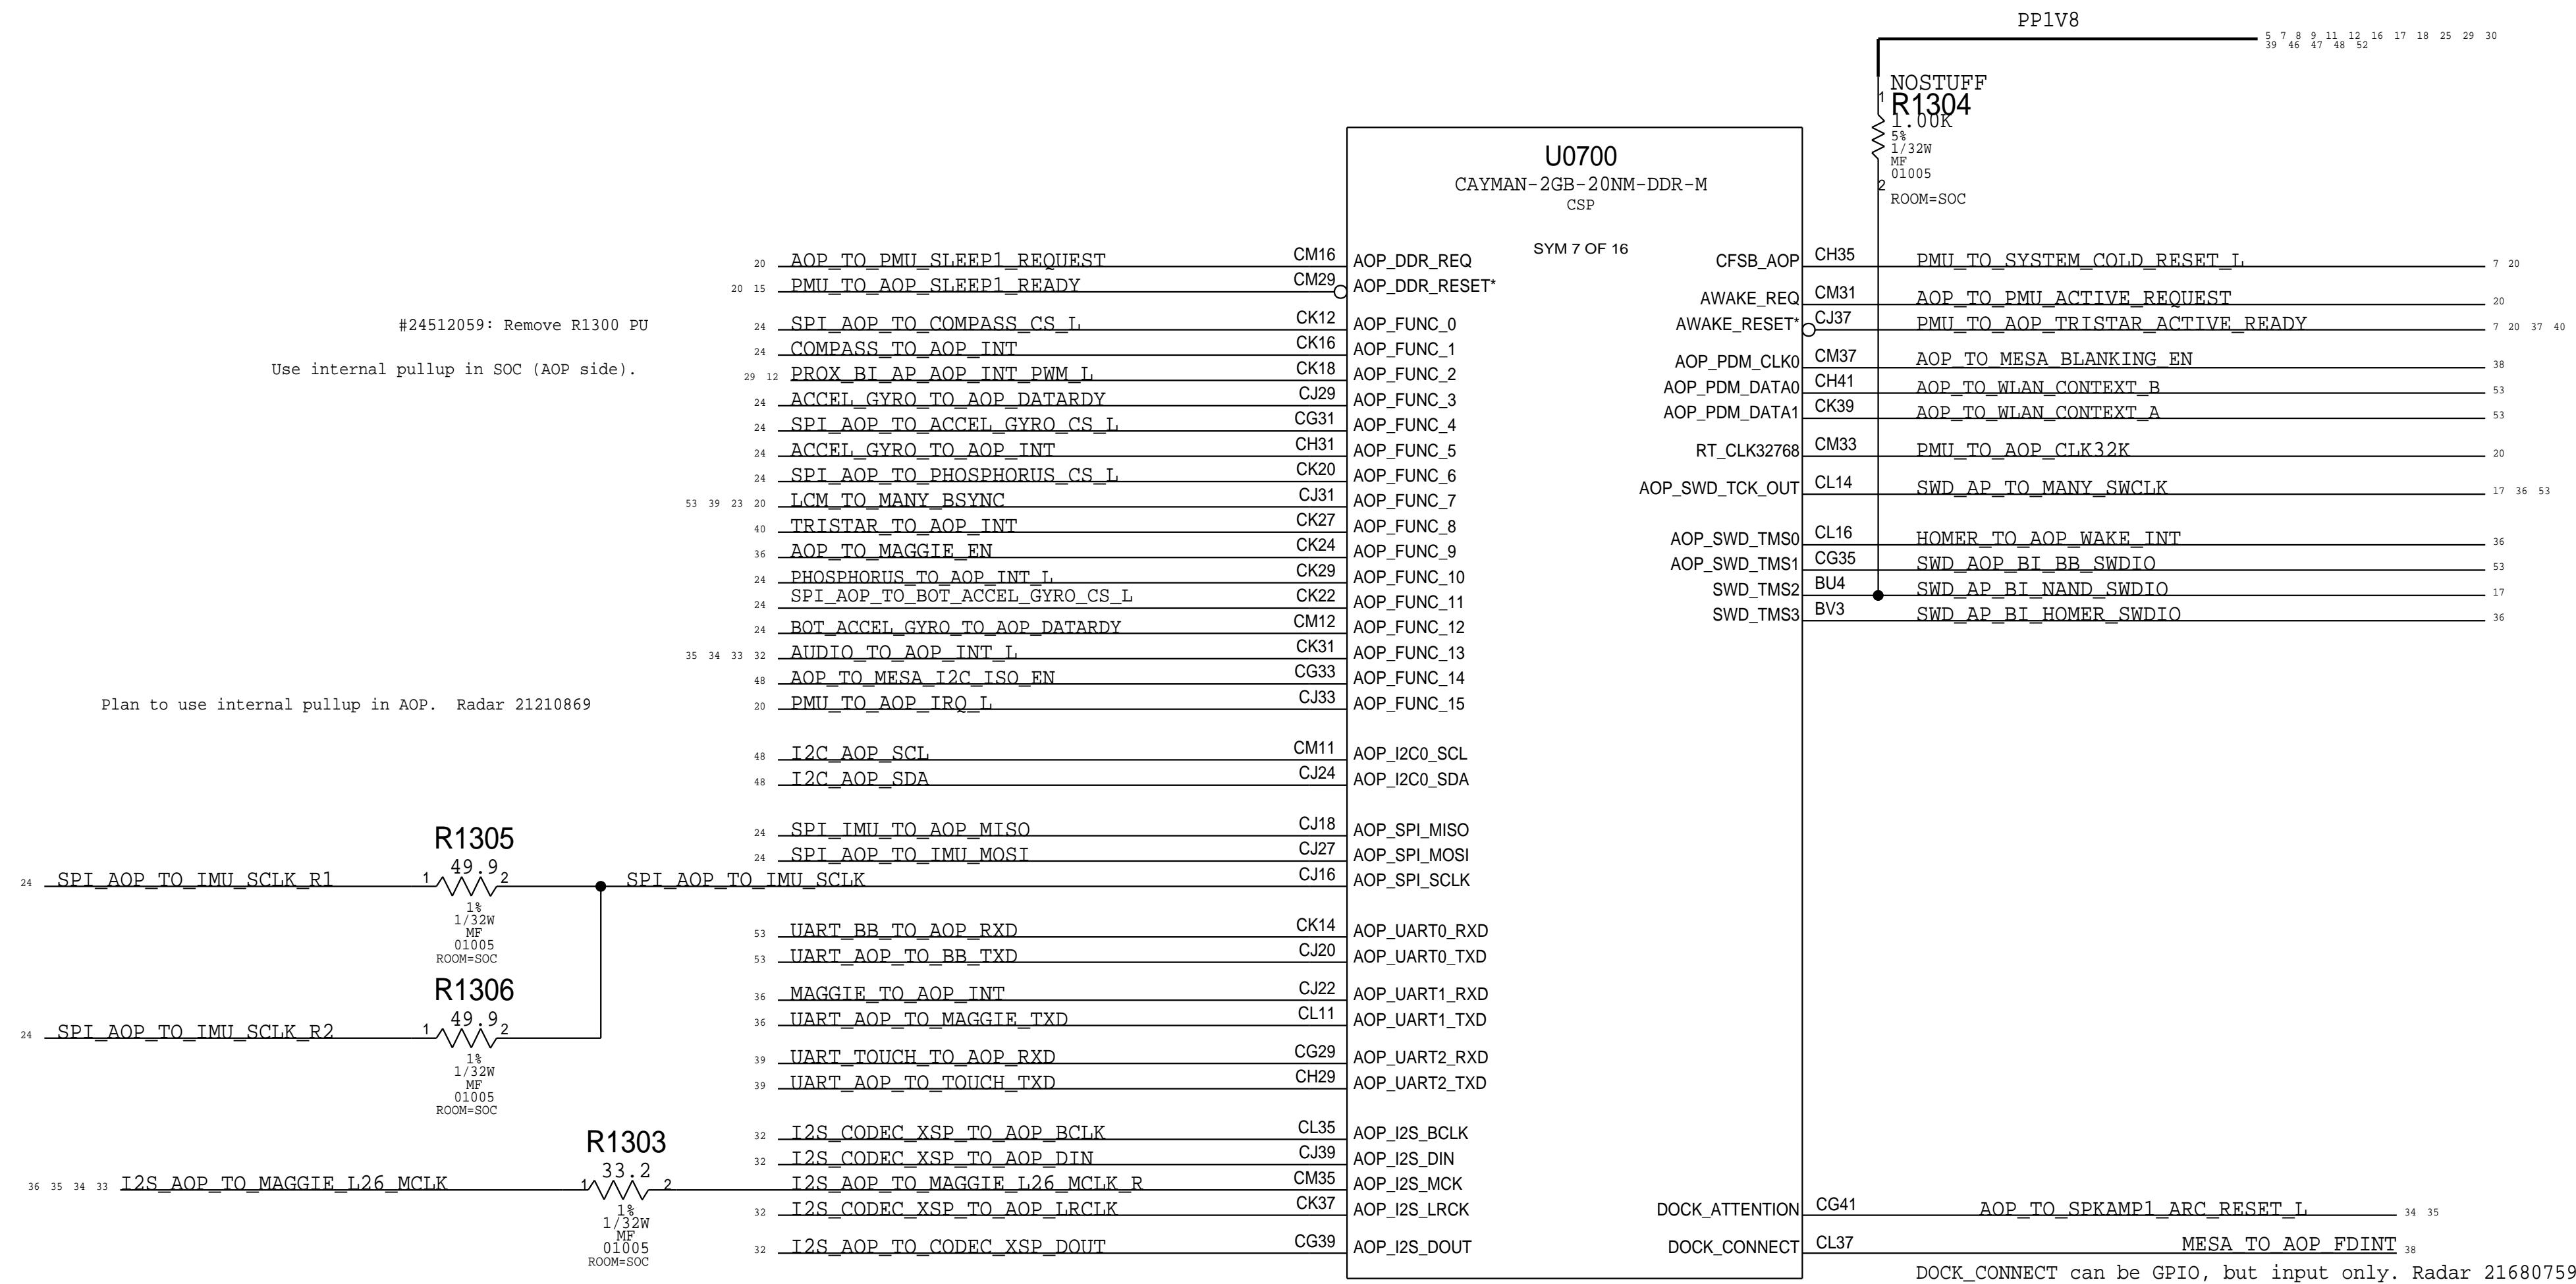 PP1V8
5 7 8 9 11 12 16 17 18 25 29 30
39 46 47 48 52
NOSTUFF
1
R1304
1.00K
5%
1/32W
MF
01005
2
ROOM=SOC
U0700
CAYMAN-2GB-20NM-DDR-M
CSP
SYM 7 OF 16
20 AOP_TO_PMU_SLEEP1_REQUEST CM16 AOP_DDR_REQ
20 15 PMU_TO_AOP_SLEEP1_READY CM29 AOP_DDR_RESET*
#24512059: Remove R1300 PU
24 SPI_AOP_TO_COMPASS_CS_L CK12 AOP_FUNC_0
24 COMPASS_TO_AOP_INT CK16 AOP_FUNC_1
Use internal pullup in SOC (AOP side).
29 12 PROX_BI_AP_AOP_INT_PWM_L CK18 AOP_FUNC_2
24 ACCEL_GYRO_TO_AOP_DATARDY CJ29 AOP_FUNC_3
24 SPI_AOP_TO_ACCEL_GYRO_CS_L CG31 AOP_FUNC_4
24 ACCEL_GYRO_TO_AOP_INT CH31 AOP_FUNC_5
24 SPI_AOP_TO_PHOSPHORUS_CS_L CK20 AOP_FUNC_6
53 39 23 20 LCM_TO_MANY_BSYNC CJ31 AOP_FUNC_7
40 TRISTAR_TO_AOP_INT CK27 AOP_FUNC_8
36 AOP_TO_MAGGIE_EN CK24 AOP_FUNC_9
24 PHOSPHORUS_TO_AOP_INT_L CK29 AOP_FUNC_10
24 SPI_AOP_TO_BOT_ACCEL_GYRO_CS_L CK22 AOP_FUNC_11
24 BOT_ACCEL_GYRO_TO_AOP_DATARDY CM12 AOP_FUNC_12
35 34 33 32 AUDIO_TO_AOP_INT_L CK31 AOP_FUNC_13
48 AOP_TO_MESA_I2C_ISO_EN CG33 AOP_FUNC_14
Plan to use internal pullup in AOP. Radar 21210869
20 PMU_TO_AOP_IRQ_L CJ33 AOP_FUNC_15
48 I2C_AOP_SCL CM11 AOP_I2C0_SCL
48 I2C_AOP_SDA CJ24 AOP_I2C0_SDA
24 SPI_IMU_TO_AOP_MISO CJ18 AOP_SPI_MISO
24 SPI_AOP_TO_IMU_MOSI CJ27 AOP_SPI_MOSI
R1305
49.9
24 SPI_AOP_TO_IMU_SCLK_R1 1 2 SPI_AOP_TO_IMU_SCLK CJ16 AOP_SPI_SCLK
1%
1/32W
MF
01005
ROOM=SOC
53 UART_BB_TO_AOP_RXD CK14 AOP_UART0_RXD
53 UART_AOP_TO_BB_TXD CJ20 AOP_UART0_TXD
R1306
49.9
24 SPI_AOP_TO_IMU_SCLK_R2 1 2
1%
1/32W
MF
01005
ROOM=SOC
36 MAGGIE_TO_AOP_INT CJ22 AOP_UART1_RXD
36 UART_AOP_TO_MAGGIE_TXD CL11 AOP_UART1_TXD
39 UART_TOUCH_TO_AOP_RXD CG29 AOP_UART2_RXD
39 UART_AOP_TO_TOUCH_TXD CH29 AOP_UART2_TXD
32 I2S_CODEC_XSP_TO_AOP_BCLK CL35 AOP_I2S_BCLK
32 I2S_CODEC_XSP_TO_AOP_DIN CJ39 AOP_I2S_DIN
R1303
33.2
36 35 34 33 I2S_AOP_TO_MAGGIE_L26_MCLK 1 2 I2S_AOP_TO_MAGGIE_L26_MCLK_R CM35 AOP_I2S_MCK
1%
1/32W
MF
01005
ROOM=SOC
32 I2S_CODEC_XSP_TO_AOP_LRCLK CK37 AOP_I2S_LRCK
32 I2S_AOP_TO_CODEC_XSP_DOUT CG39 AOP_I2S_DOUT
CFSB_AOP CH35 PMU_TO_SYSTEM_COLD_RESET_L 7 20
AWAKE_REQ CM31 AOP_TO_PMU_ACTIVE_REQUEST 20
AWAKE_RESET* CJ37 PMU_TO_AOP_TRISTAR_ACTIVE_READY 7 20 37 40
AOP_PDM_CLK0 CM37 AOP_TO_MESA_BLANKING_EN 38
AOP_PDM_DATA0 CH41 AOP_TO_WLAN_CONTEXT_B 53
AOP_PDM_DATA1 CK39 AOP_TO_WLAN_CONTEXT_A 53
RT_CLK32768 CM33 PMU_TO_AOP_CLK32K 20
AOP_SWD_TCK_OUT CL14 SWD_AP_TO_MANY_SWCLK 17 36 53
AOP_SWD_TMS0 CL16 HOMER_TO_AOP_WAKE_INT 36
AOP_SWD_TMS1 CG35 SWD_AOP_BI_BB_SWDIO 53
SWD_TMS2 BU4 SWD_AP_BI_NAND_SWDIO 17
SWD_TMS3 BV3 SWD_AP_BI_HOMER_SWDIO 36
DOCK_ATTENTION CG41 AOP_TO_SPKAMP1_ARC_RESET_L 34 35
DOCK_CONNECT CL37 MESA_TO_AOP_FDINT 38
DOCK_CONNECT can be GPIO, but input only. Radar 21680759